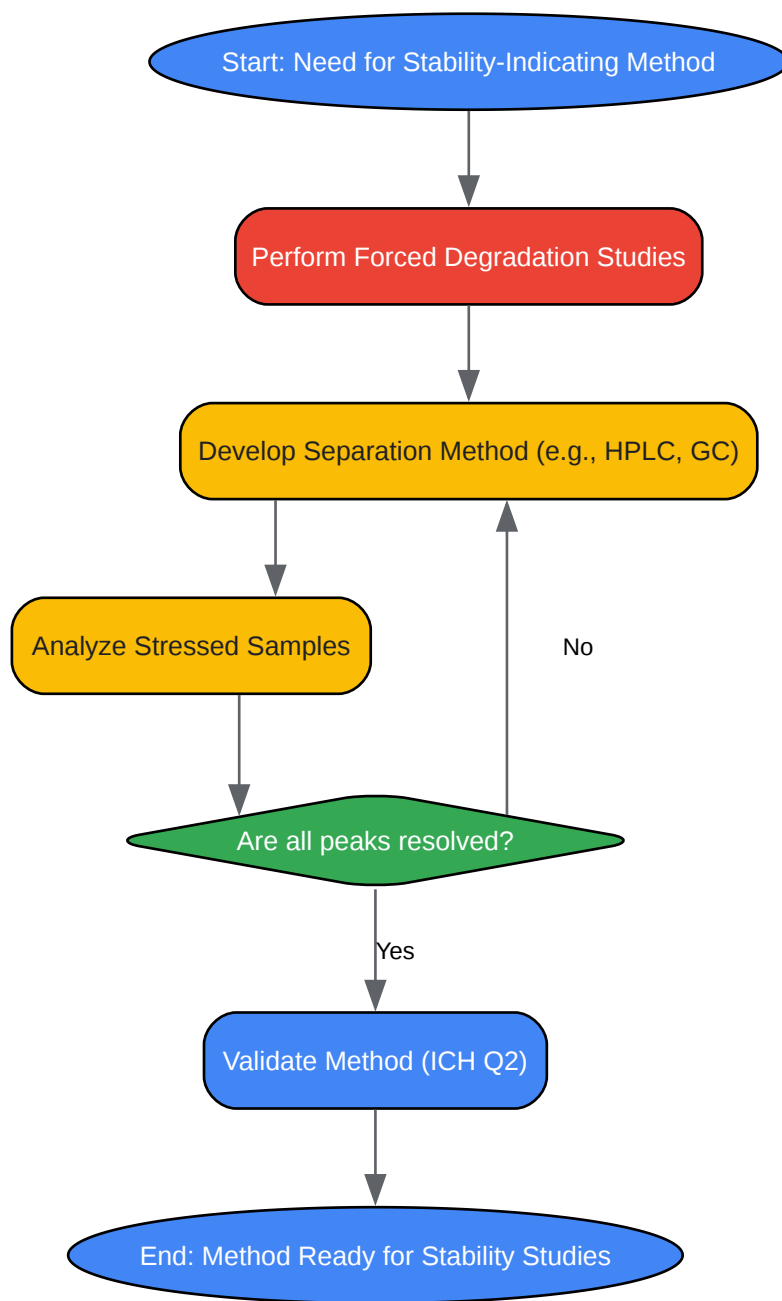 Start: Need for Stability-Indicating Method
Perform Forced Degradation Studies
Develop Separation Method (e.g., HPLC, GC)
Analyze Stressed Samples
No
Are all peaks resolved?
Yes
Validate Method (ICH Q2)
End: Method Ready for Stability Studies